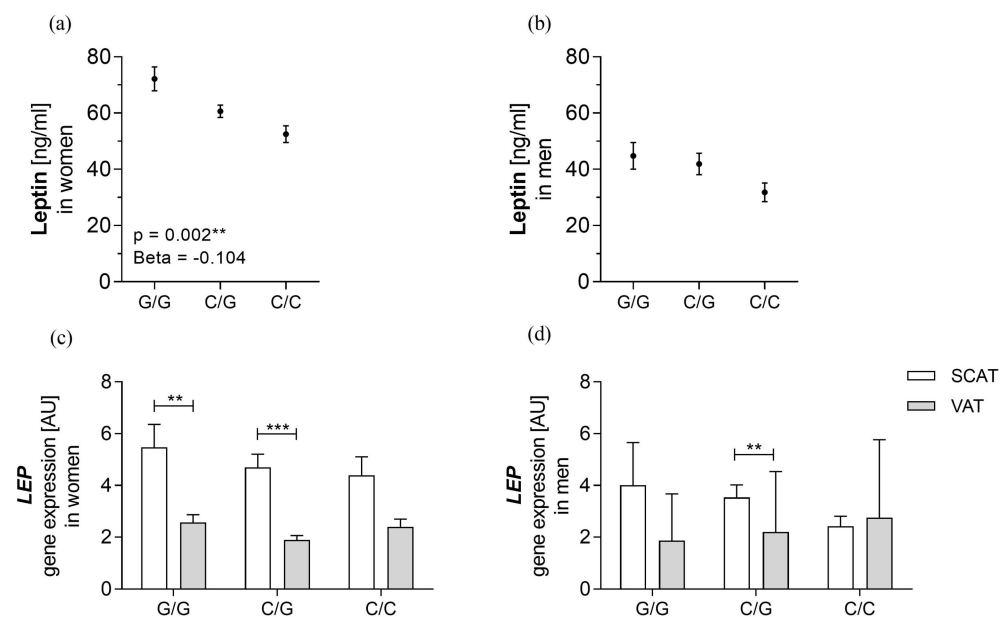 (a)
80
60
40
20
0
Leptin [ng/ml]
in women
p = 0.002**
Beta = -0.104
G/G C/G C/C
(b)
80
60
40
20
0
Leptin [ng/ml]
in men
G/G C/G C/C
(c)
8
6
4
2
0
LEP
gene expression [AU]
in women
** ***
G/G C/G C/C
(d)
8
6
4
2
0
LEP
gene expression [AU]
in men
**
G/G C/G C/C
SCAT
VAT